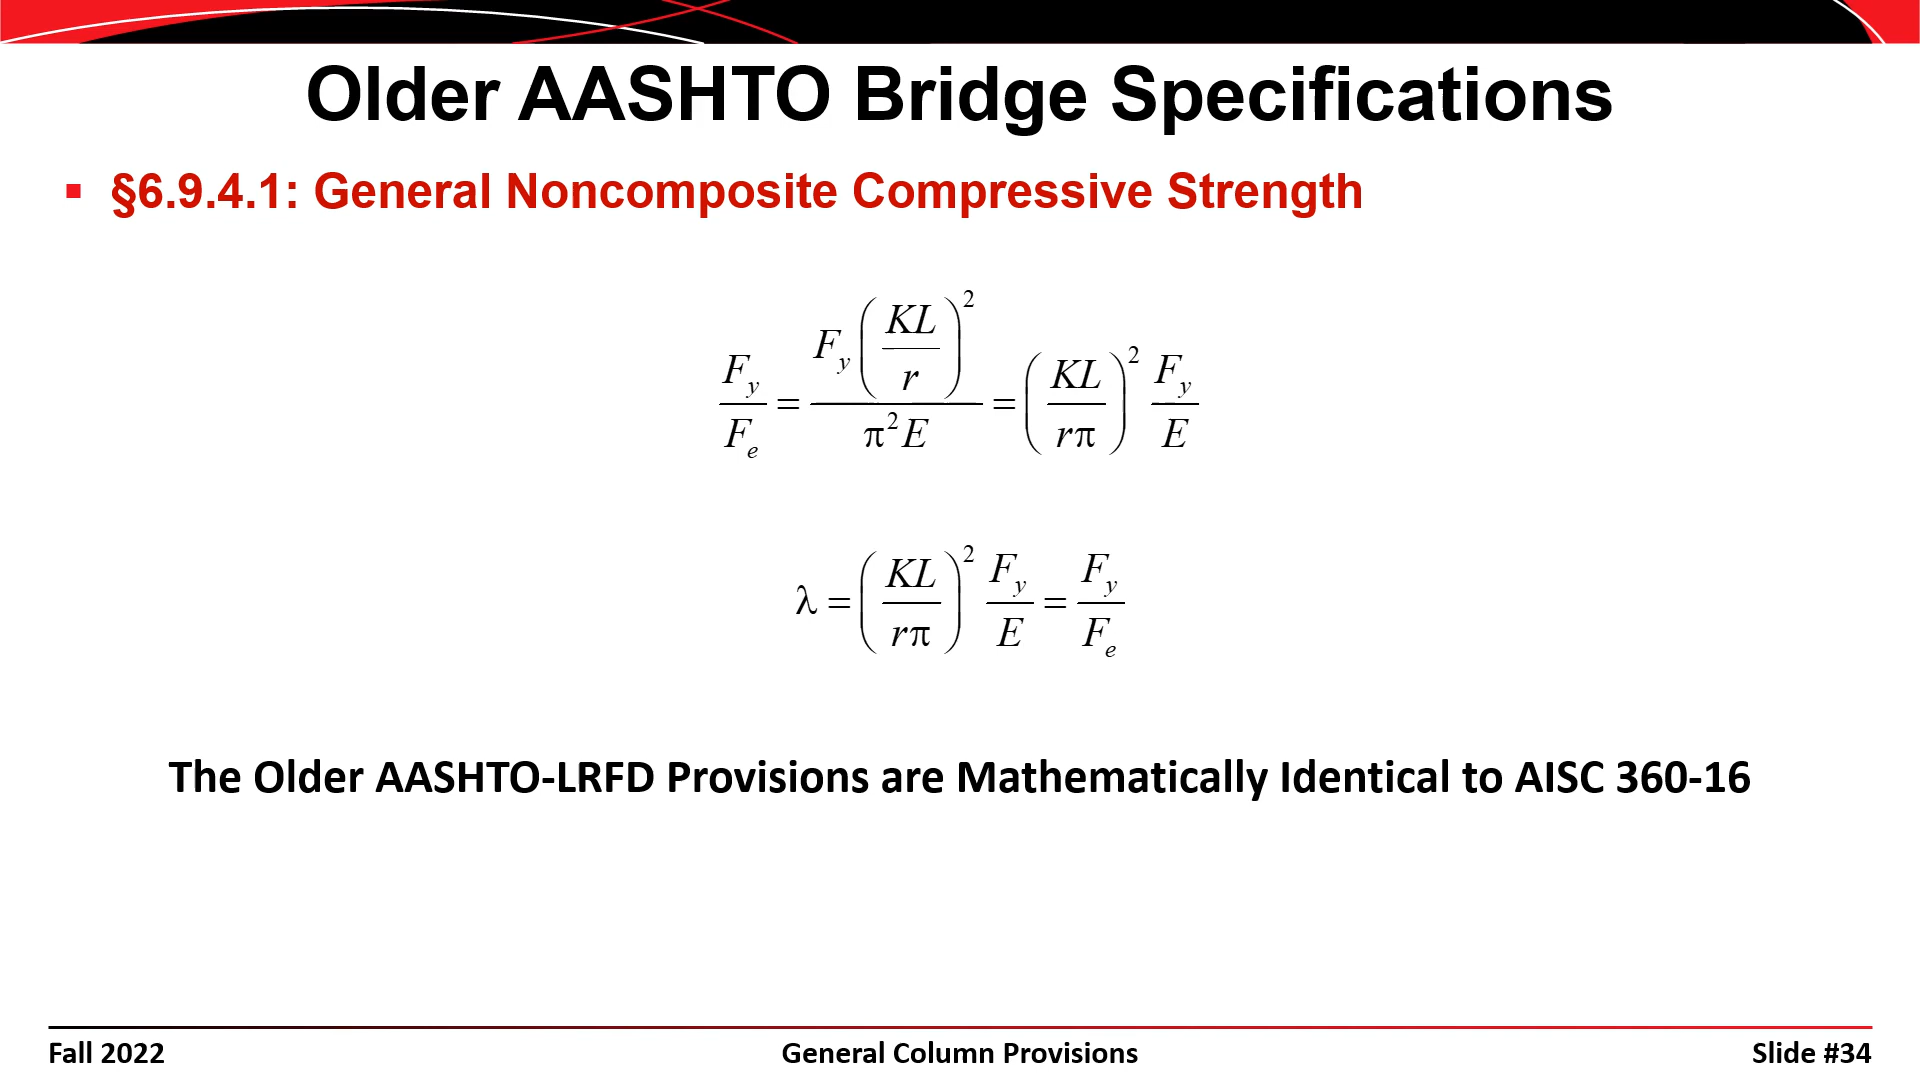 Older AASHTO Bridge Specifications
▪ §6.9.4.1: General Noncomposite Compressive Strength
F_y / F_e = F_y (KL / r)^2 / π^2 E = (KL / rπ)^2 F_y / E
λ = (KL / rπ)^2 F_y / E = F_y / F_e
The Older AASHTO-LRFD Provisions are Mathematically Identical to AISC 360-16
Fall 2022
General Column Provisions
Slide #34